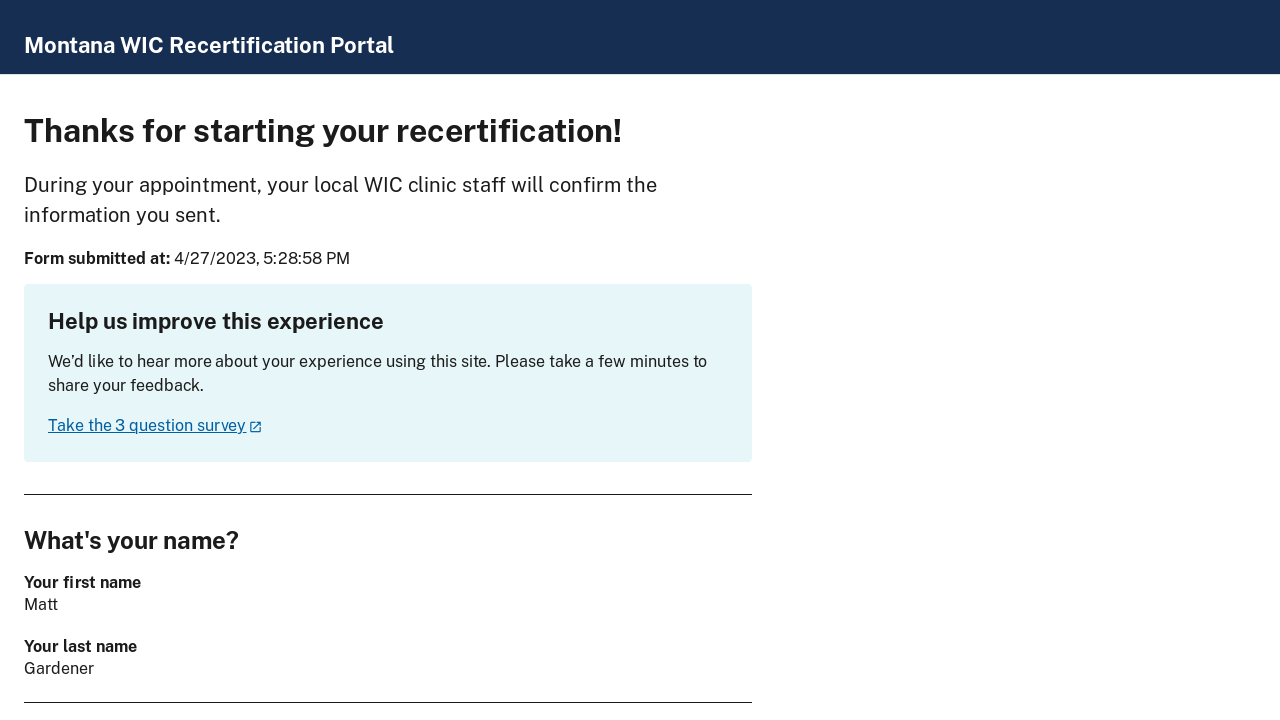 Montana WIC Recertification Portal
Thanks for starting your recertification!
During your appointment, your local WIC clinic staff will confirm the
information you sent.
Form submitted at: 4/27/2023, 5:28:58 PM
Help us improve this experience
We’d like to hear more about your experience using this site. Please take a few minutes to
share your feedback.
Take the 3 question survey
What's your name?
Your first name
Matt
Your last name
Gardener